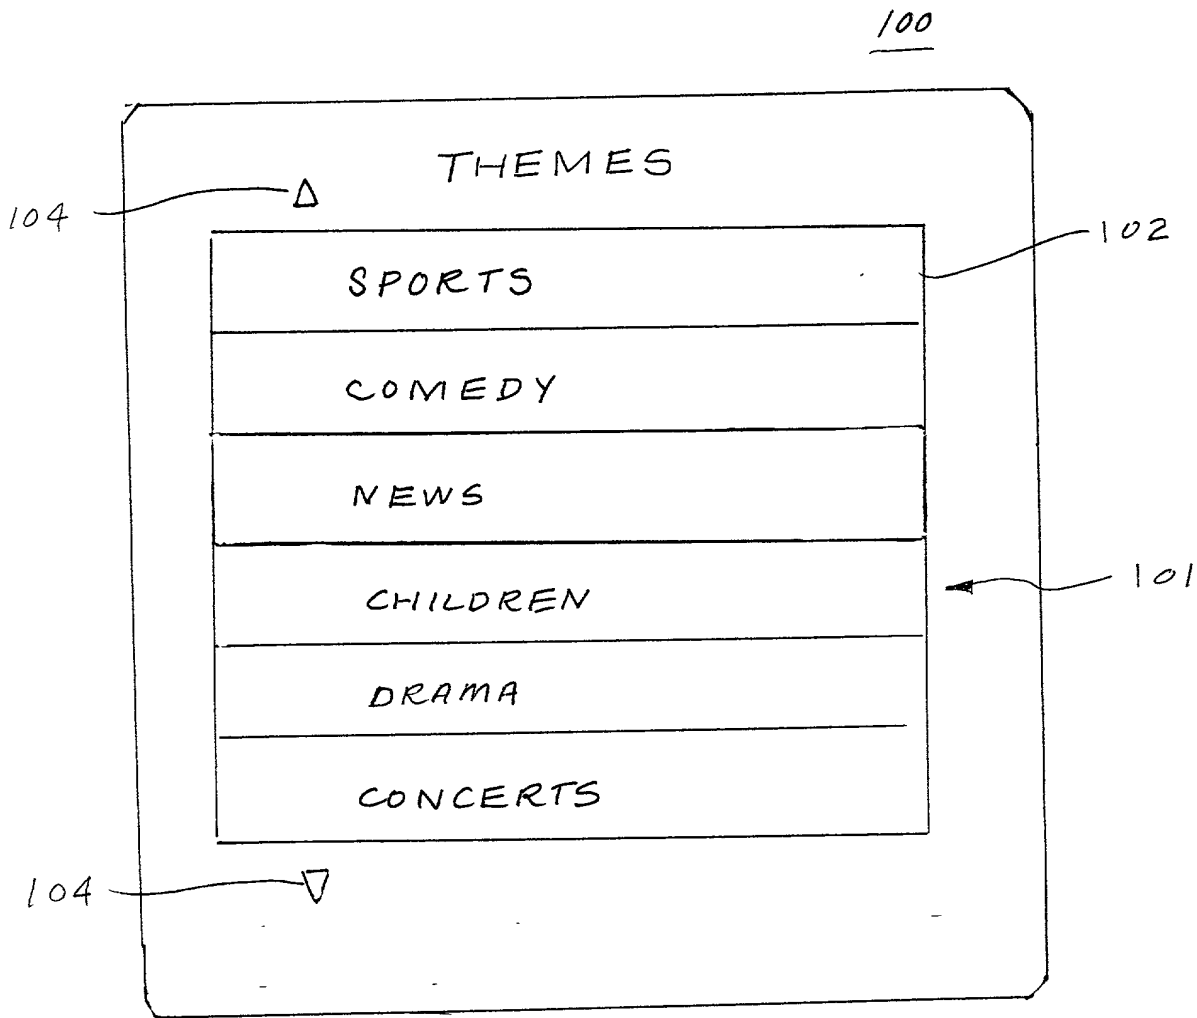 100
THEMES
104
102
SPORTS
COMEDY
NEWS
CHILDREN
101
DRAMA
CONCERTS
104